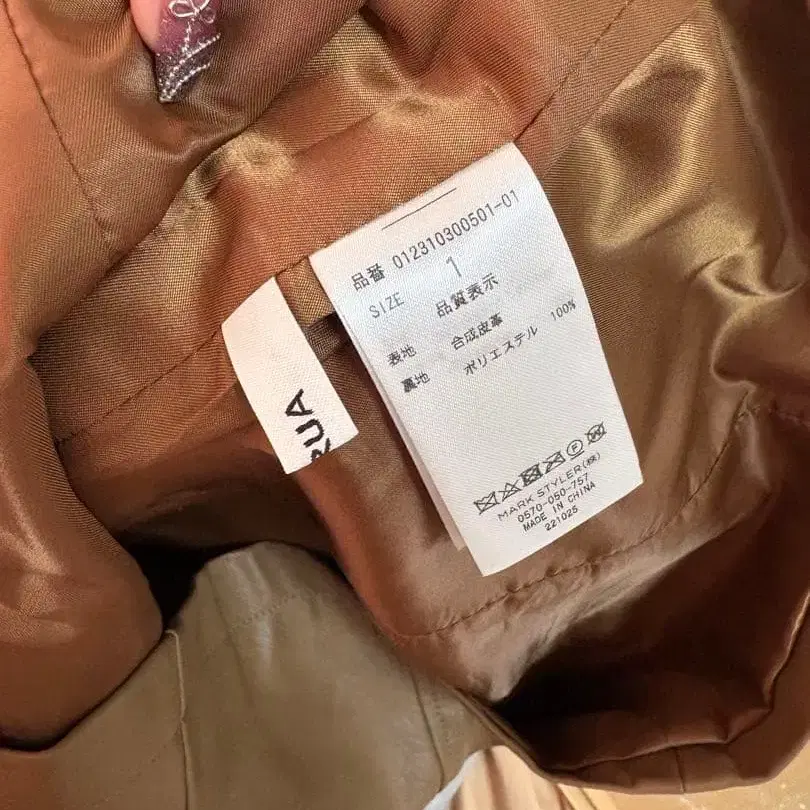 品番 012310300501-01
SIZE 1
品質表示
表地 合成皮革
裏地 ポリエステル 100%
MARK STYLER(株)
0570-050-757
MADE IN CHINA
221025